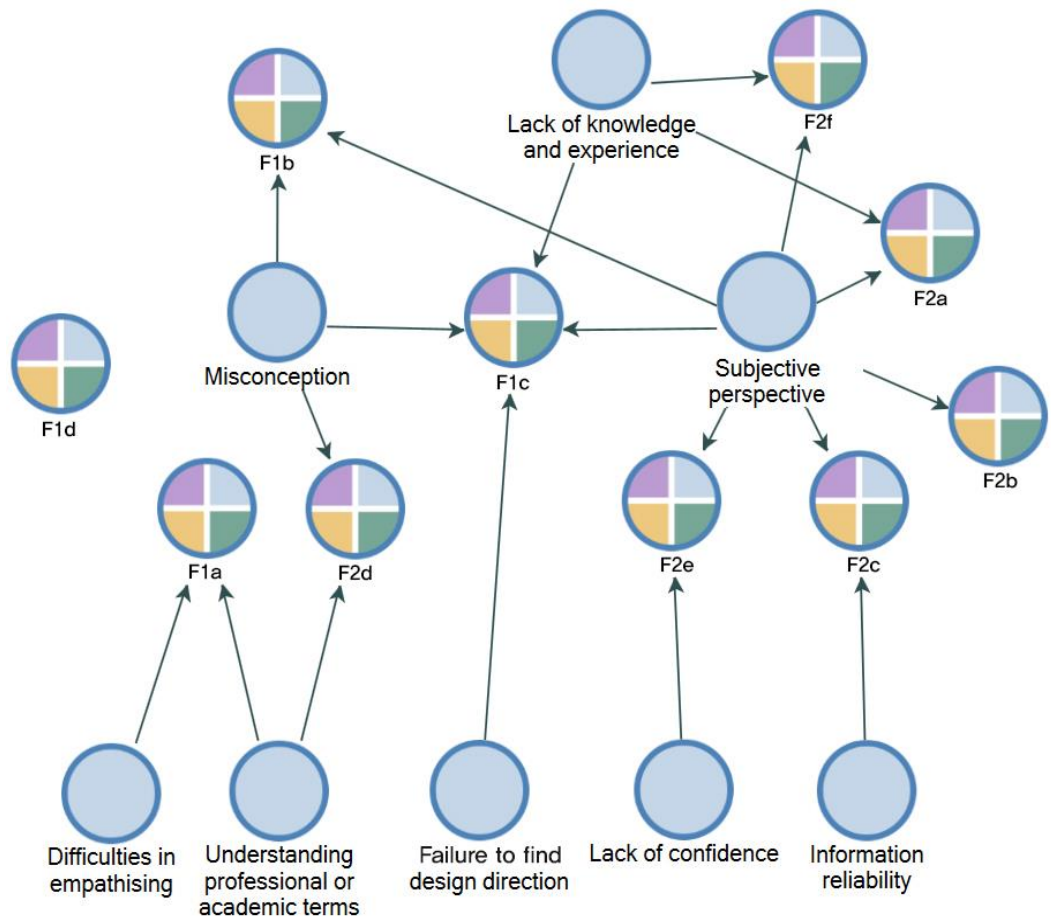 F1b
Lack of knowledge
and experience
F2f
F2a
Misconception
F1c
Subjective
perspective
F1d
F2b
F1a
F2d
F2e
F2c
Difficulties in
empathising
Understanding
professional or
academic terms
Failure to find
design direction
Lack of confidence
Information
reliability